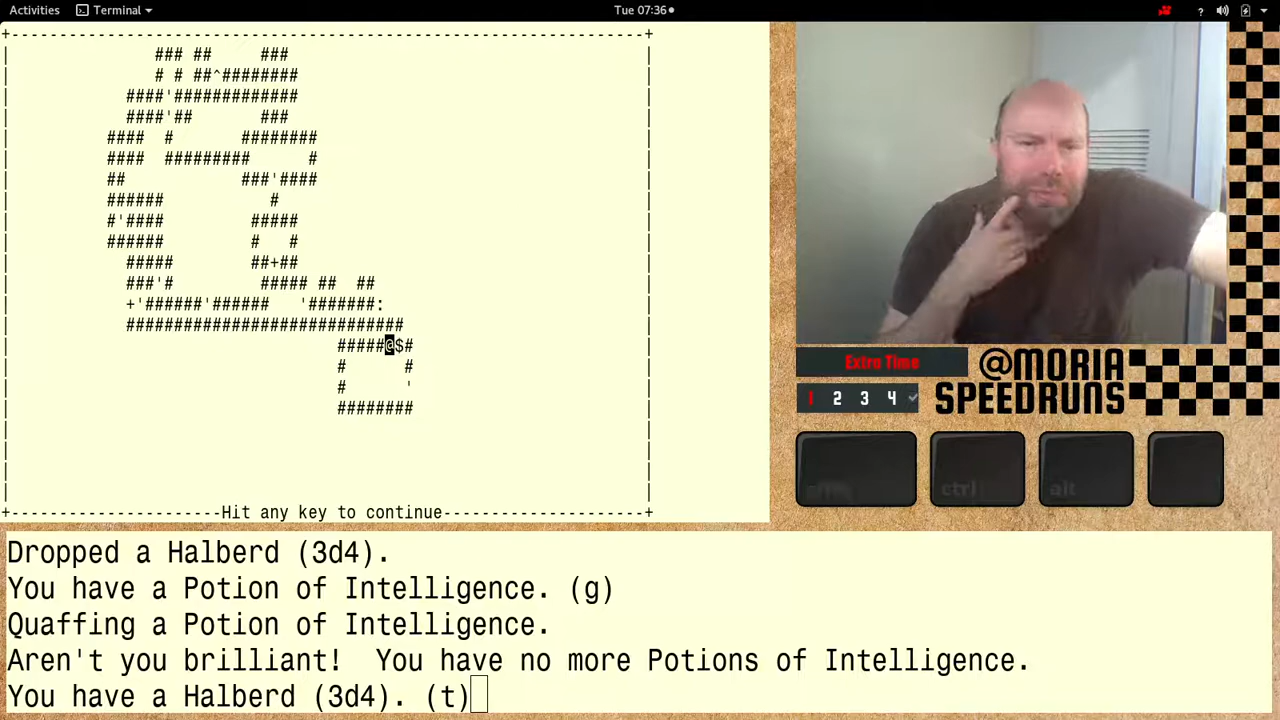 Activities Terminal Tue 07:36
### ## ###
# # ##^########
####'#############
####'## ###
#### # ########
#### ######### #
## ###'####
###### #
#'#### #####
###### # #
##### ##+##
###'# ##### ## ##
+'######'###### '#######:
#############################
#####@$#
# #
# '
########
Hit any key to continue
Extra Time
1 2 3 4
@MORIA
SPEEDRUNS
ctrl alt
Dropped a Halberd (3d4).
You have a Potion of Intelligence. (g)
Quaffing a Potion of Intelligence.
Aren't you brilliant!  You have no more Potions of Intelligence.
You have a Halberd (3d4). (t)